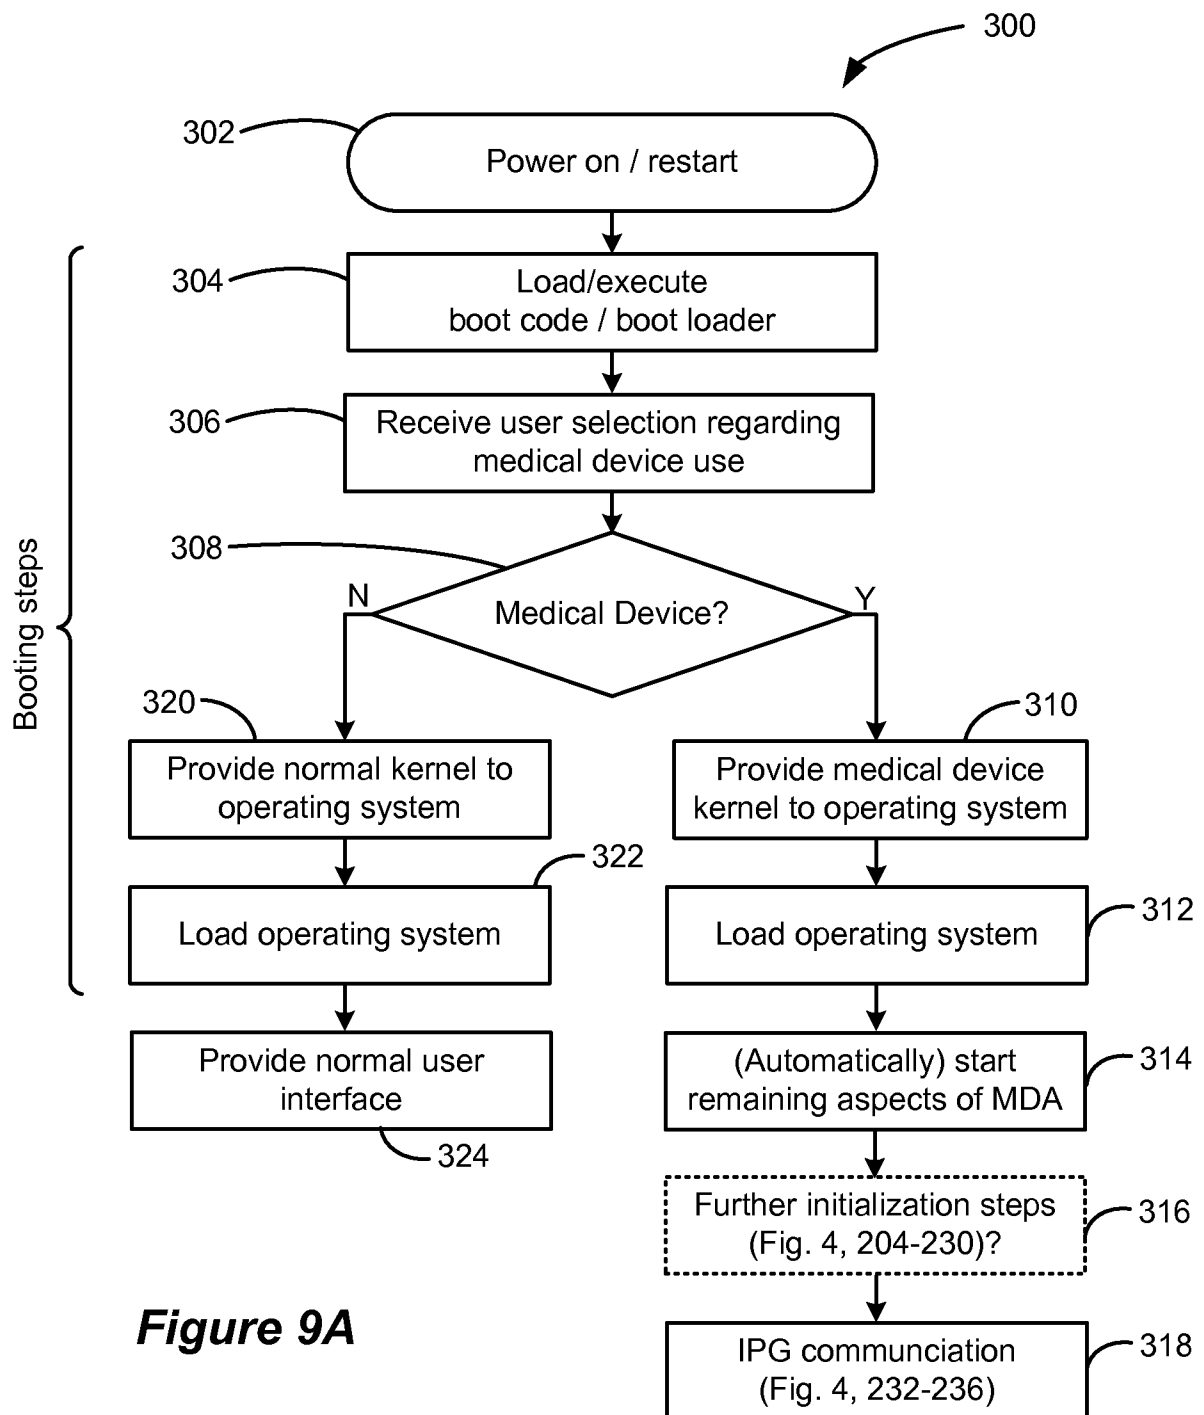 300
302
Power on / restart
304
Load/execute
boot code / boot loader
306
Receive user selection regarding
medical device use
308
Medical Device?
N
Y
Booting steps
320
Provide normal kernel to
operating system
310
Provide medical device
kernel to operating system
322
Load operating system
312
Load operating system
Provide normal user
interface
324
314
(Automatically) start
remaining aspects of MDA
316
Further initialization steps
(Fig. 4, 204-230)?
318
IPG communciation
(Fig. 4, 232-236)
Figure 9A